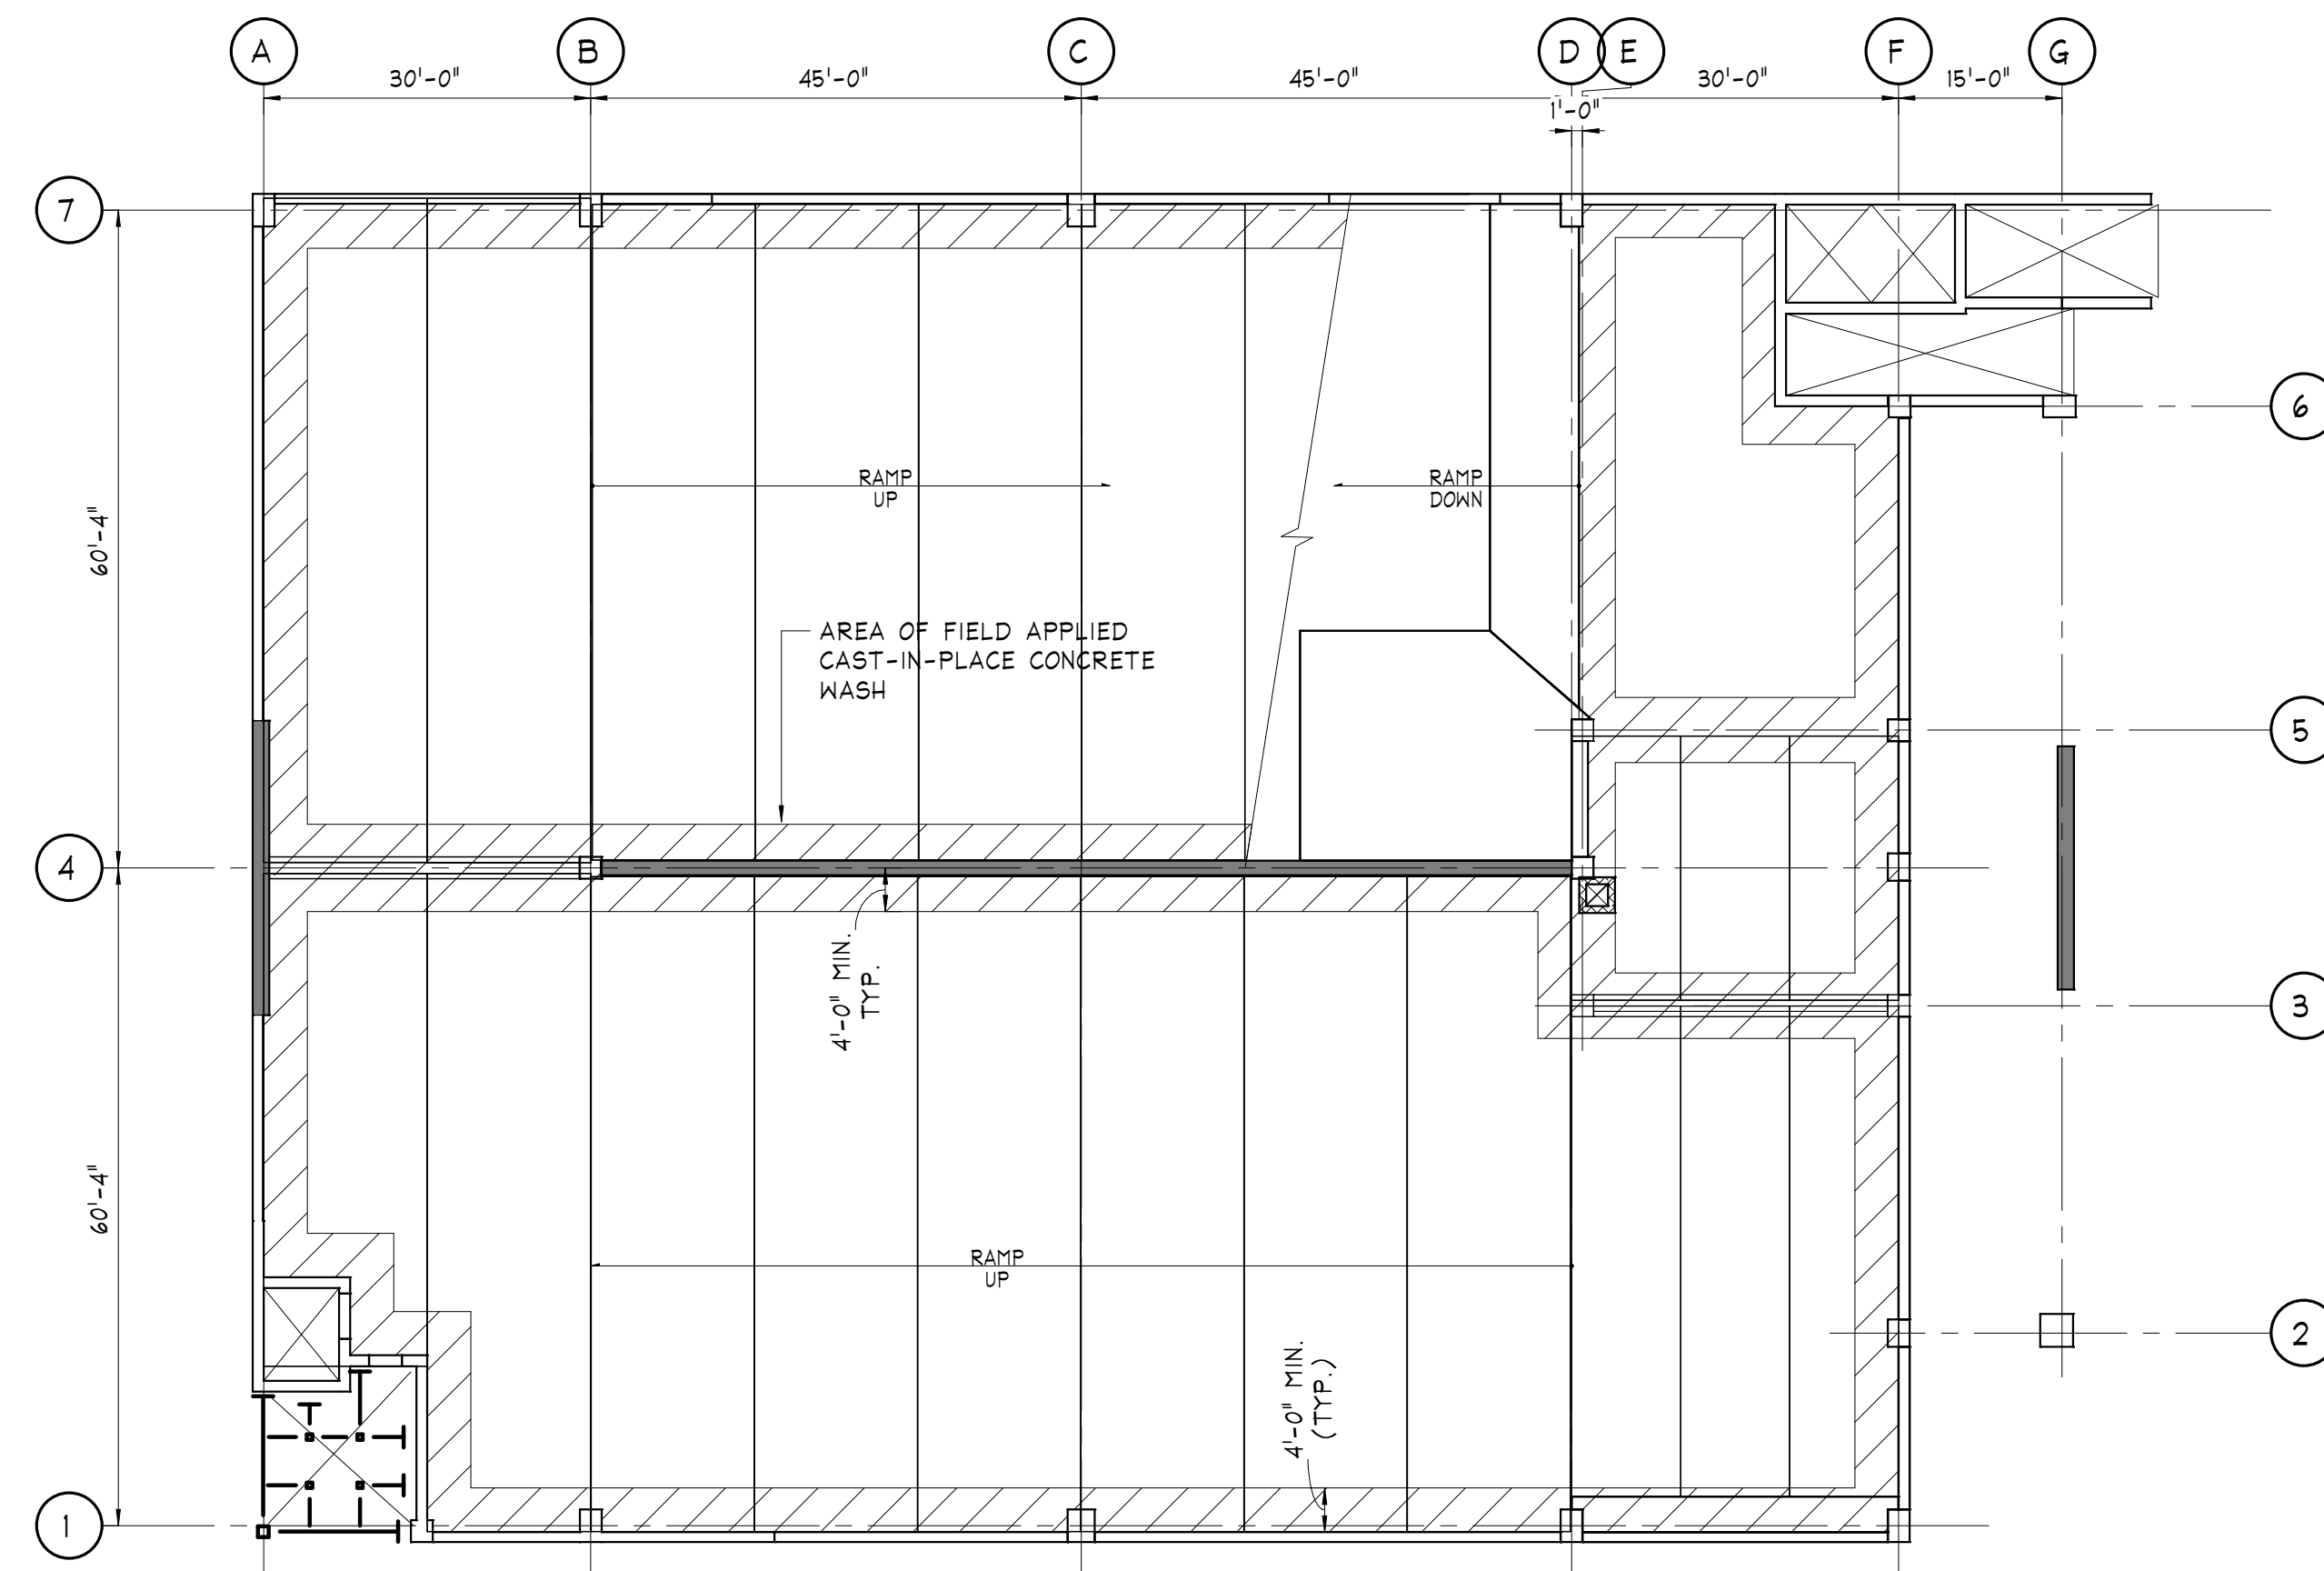 A
B
C
D
E
F
G
30'-0"
45'-0"
45'-0"
30'-0"
15'-0"
1'-0"
7
6
60'-4"
RAMP
UP
RAMP
DOWN
AREA OF FIELD APPLIED
CAST-IN-PLACE CONCRETE
WASH
5
4
4'-0" MIN.
TYP.
3
60'-4"
RAMP
UP
4'-0" MIN.
(TYP.)
2
1